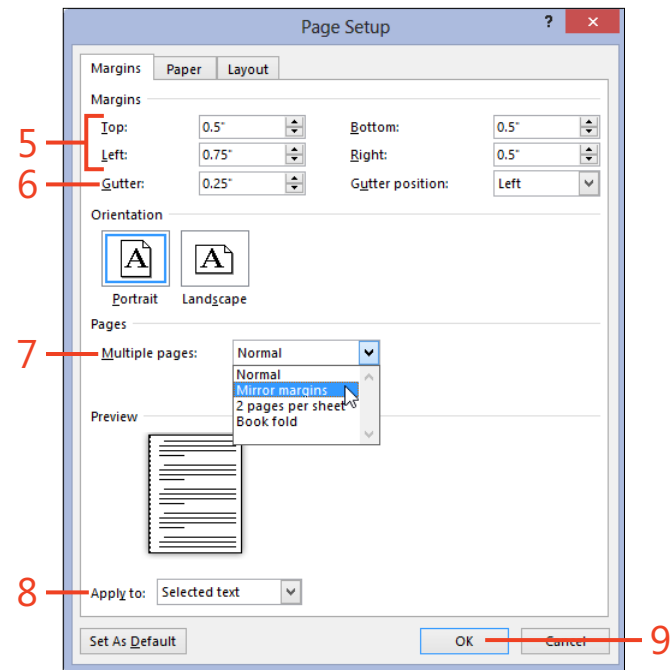 Page Setup ? ×
Margins Paper Layout
Margins
5 Top: 0.5" Bottom: 0.5"
Left: 0.75" Right: 0.5"
6 Gutter: 0.25" Gutter position: Left
Orientation
A A
Portrait Landscape
Pages
7 Multiple pages: Normal
Normal
Mirror margins
2 pages per sheet
Book fold
Preview
8 Apply to: Selected text
Set As Default OK Cancel 9